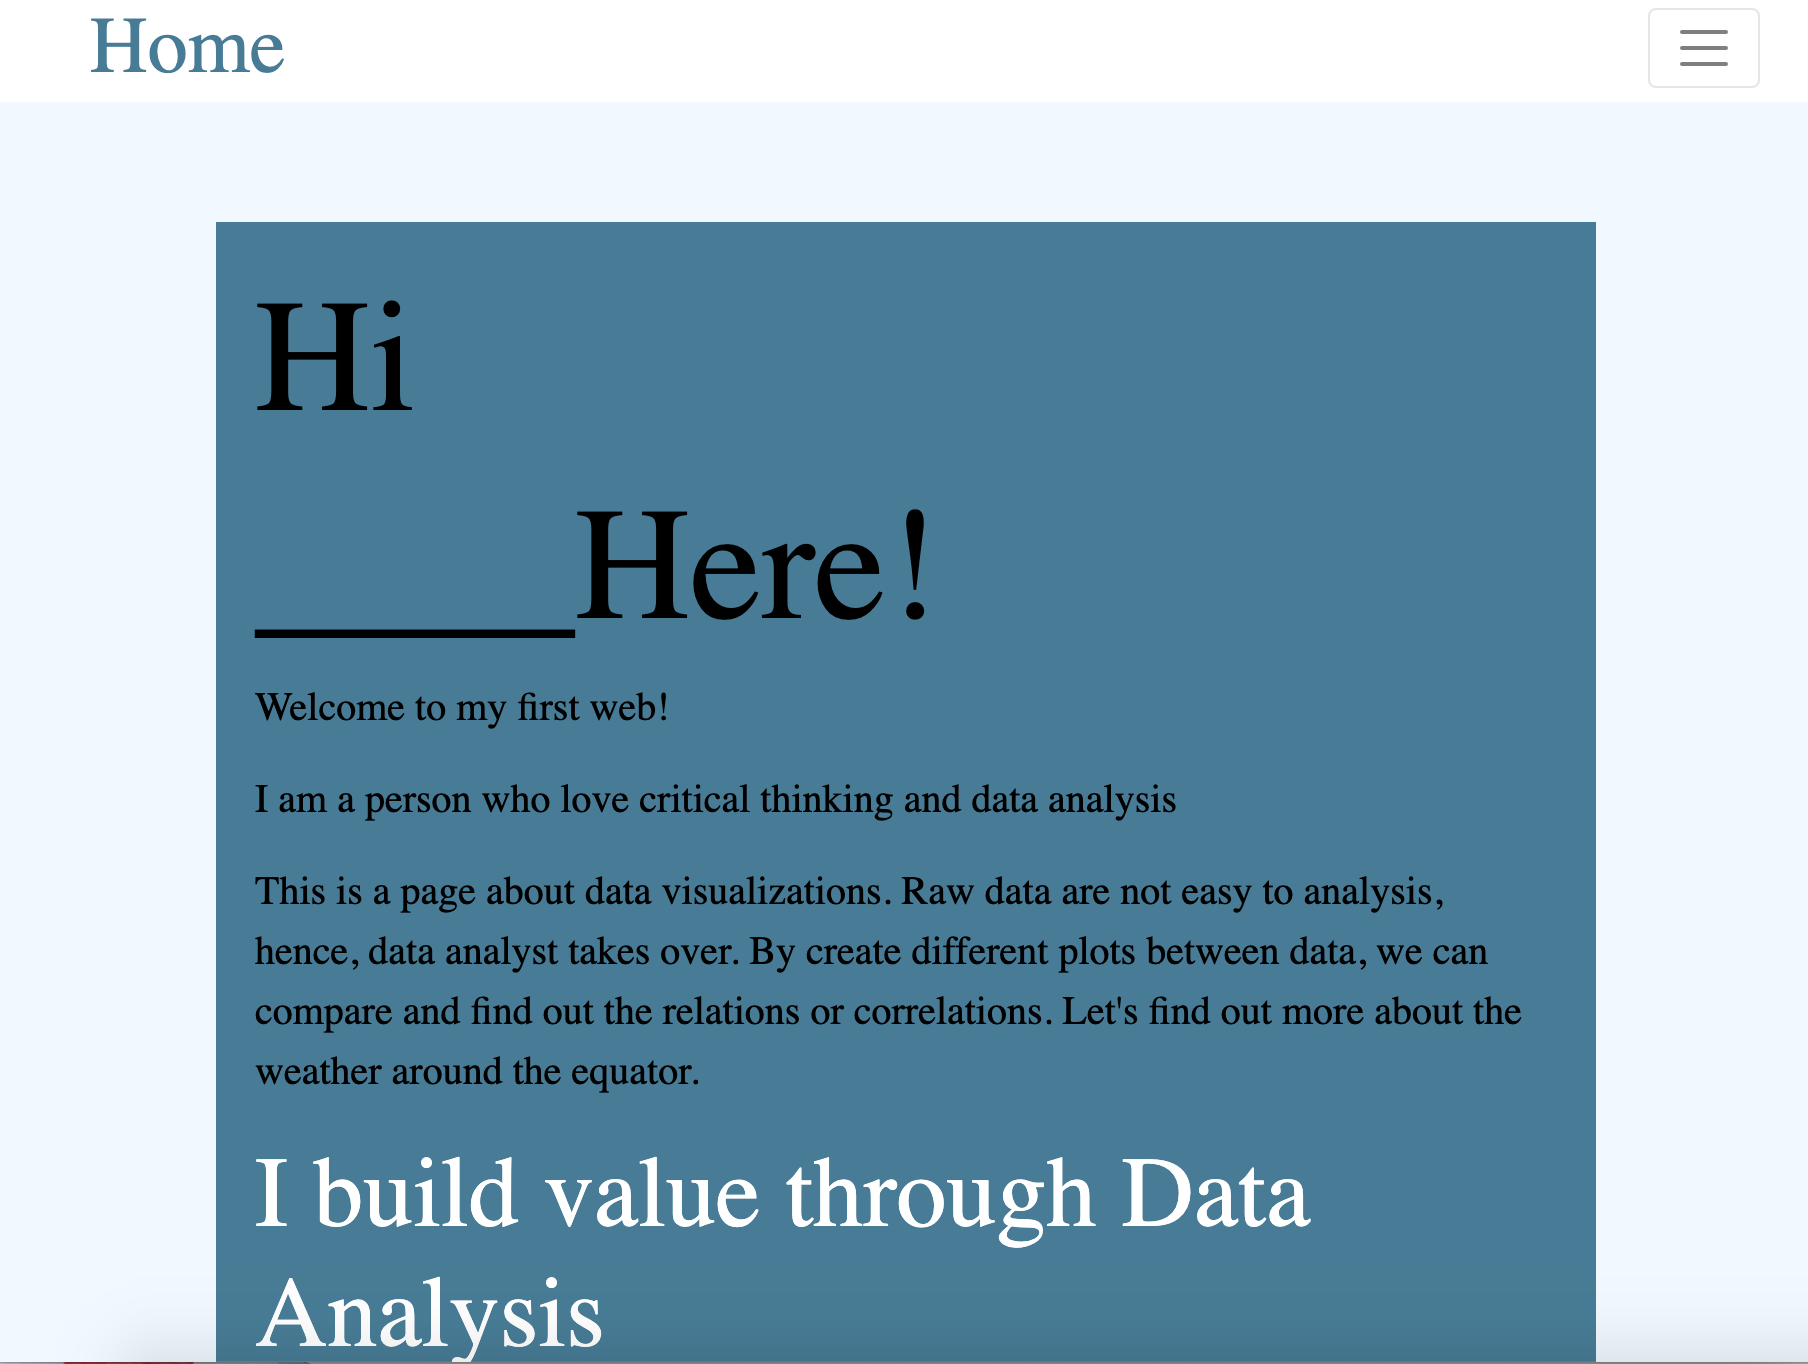 Home
Hi
____Here!
Welcome to my first web!
I am a person who love critical thinking and data analysis
This is a page about data visualizations. Raw data are not easy to analysis,
hence, data analyst takes over. By create different plots between data, we can
compare and find out the relations or correlations. Let's find out more about the
weather around the equator.
I build value through Data
Analysis